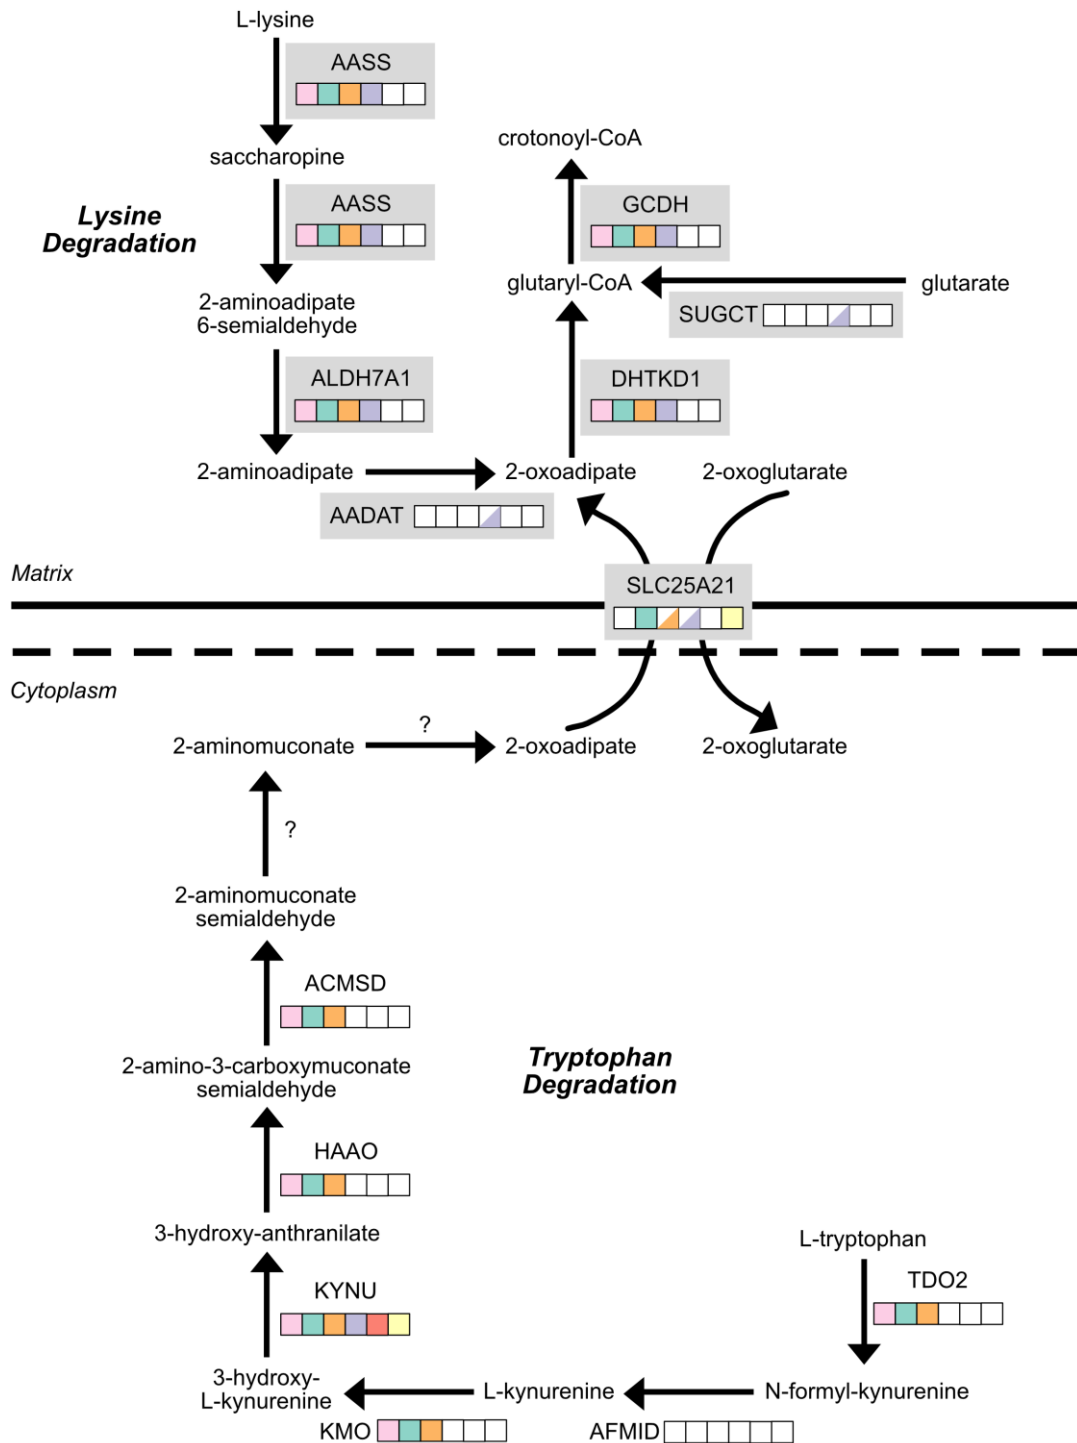 L-lysine
AASS
saccharopine
AASS
Lysine
Degradation
2-aminoadipate
6-semialdehyde
ALDH7A1
2-aminoadipate
AADAT
crotonoyl-CoA
GCDH
glutaryl-CoA
glutarate
SUGCT
DHTKD1
2-oxoadipate
2-oxoglutarate
Matrix
SLC25A21
Cytoplasm
2-aminomuconate
?
2-oxoadipate
2-oxoglutarate
?
2-aminomuconate
semialdehyde
ACMSD
2-amino-3-carboxymuconate
semialdehyde
Tryptophan
Degradation
HAAO
3-hydroxy-anthranilate
L-tryptophan
KYNU
TDO2
3-hydroxy-
L-kynurenine
L-kynurenine
N-formyl-kynurenine
KMO
AFMID